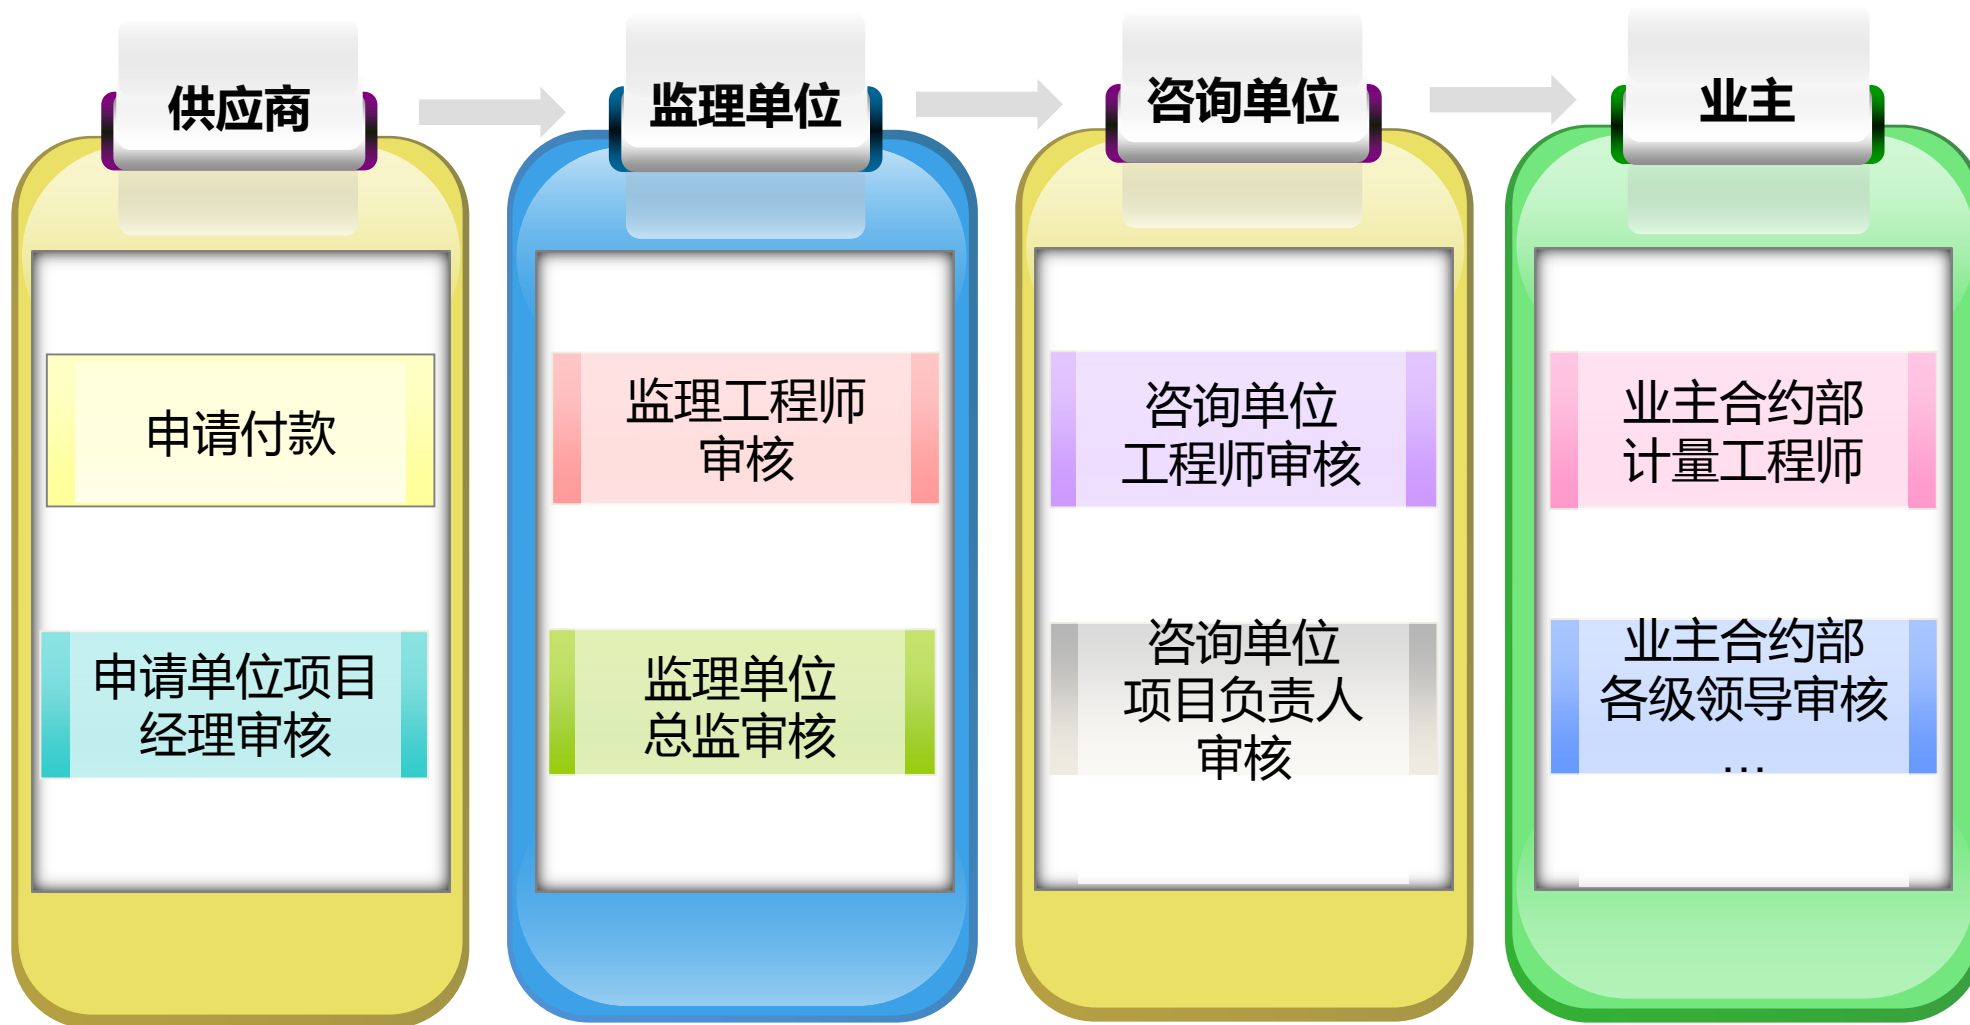 供应商
申请付款
申请单位项目
经理审核
监理单位
监理工程师
审核
监理单位
总监审核
咨询单位
咨询单位
工程师审核
咨询单位
项目负责人
审核
业主
业主合约部
计量工程师
业主合约部
各级领导审核
…